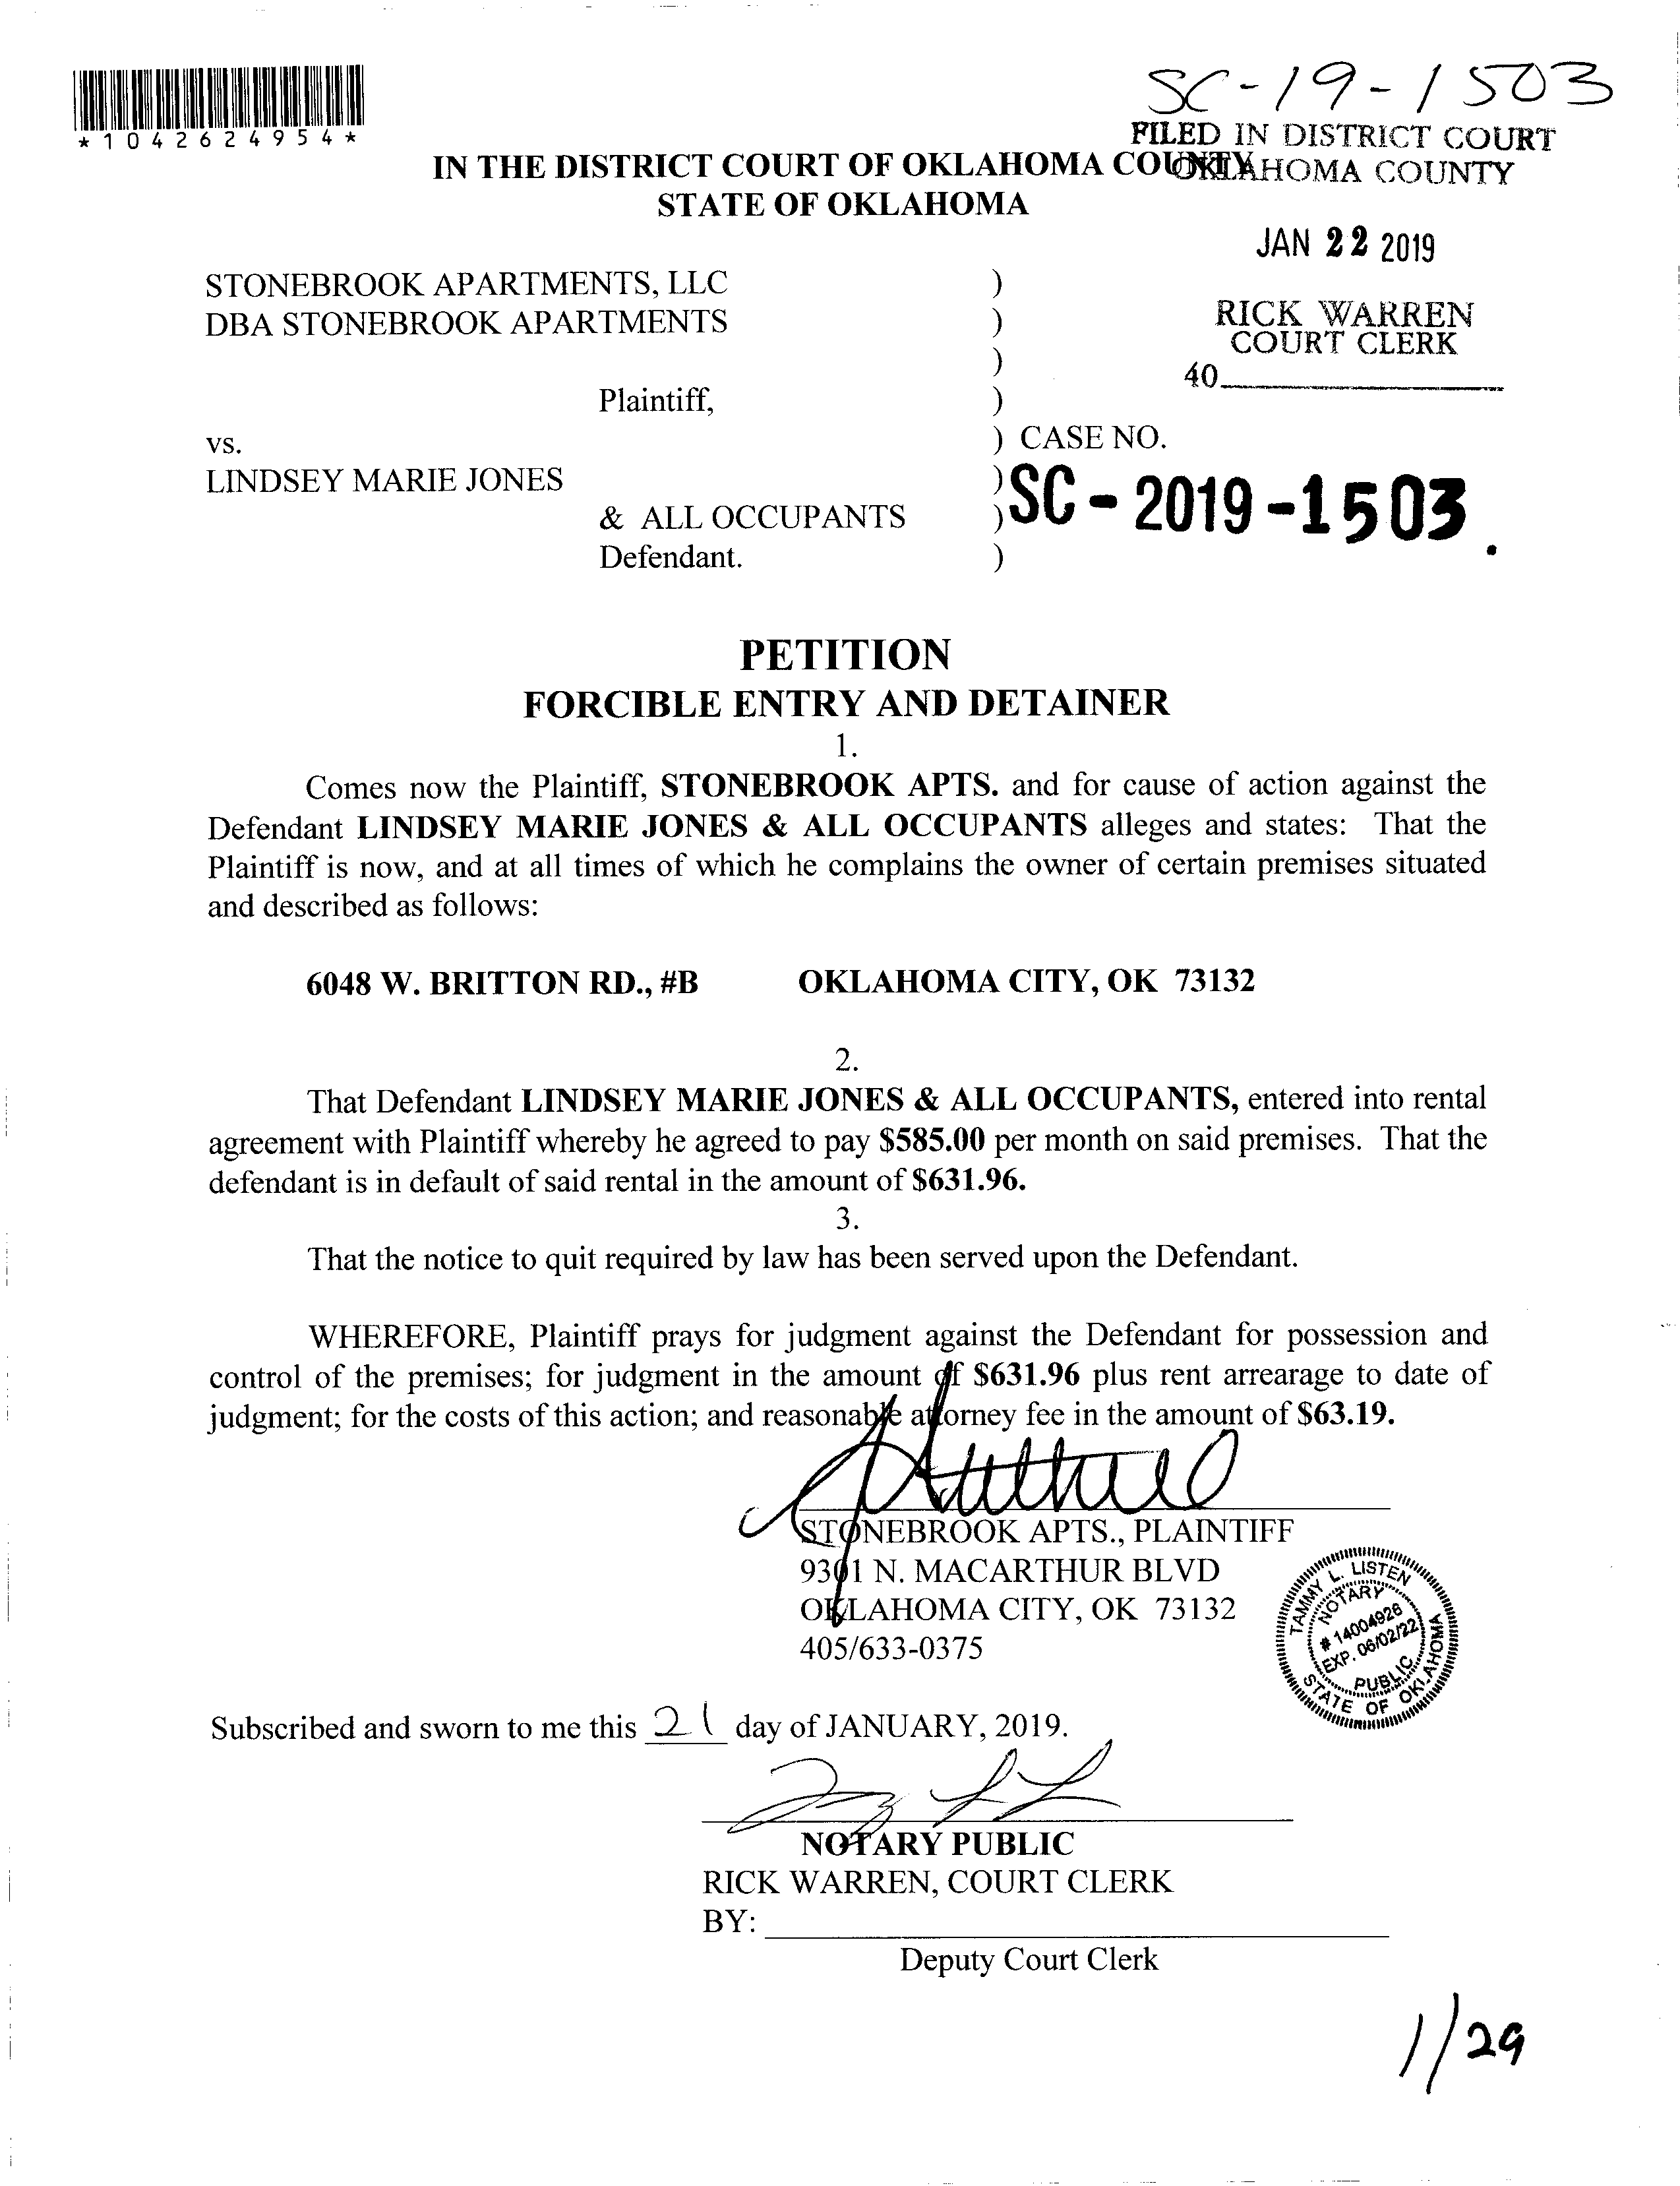 SC-19-1503
*1042624954*
FILED IN DISTRICT COURT
OKLAHOMA COUNTY
IN THE DISTRICT COURT OF OKLAHOMA COUNTY
STATE OF OKLAHOMA
JAN 22 2019
STONEBROOK APARTMENTS, LLC )
DBA STONEBROOK APARTMENTS )
)
RICK WARREN
COURT CLERK
40
Plaintiff, )
vs. ) CASE NO.
LINDSEY MARIE JONES )
SC-2019-1503.
& ALL OCCUPANTS )
Defendant. )
PETITION
FORCIBLE ENTRY AND DETAINER
1.
Comes now the Plaintiff, STONEBROOK APTS. and for cause of action against the
Defendant LINDSEY MARIE JONES & ALL OCCUPANTS alleges and states: That the
Plaintiff is now, and at all times of which he complains the owner of certain premises situated
and described as follows:
6048 W. BRITTON RD., #B OKLAHOMA CITY, OK 73132
2.
That Defendant LINDSEY MARIE JONES & ALL OCCUPANTS, entered into rental
agreement with Plaintiff whereby he agreed to pay $585.00 per month on said premises. That the
defendant is in default of said rental in the amount of $631.96.
3.
That the notice to quit required by law has been served upon the Defendant.
WHEREFORE, Plaintiff prays for judgment against the Defendant for possession and
control of the premises; for judgment in the amount of $631.96 plus rent arrearage to date of
judgment; for the costs of this action; and reasonable attorney fee in the amount of $63.19.
STONEBROOK APTS., PLAINTIFF
9301 N. MACARTHUR BLVD
OKLAHOMA CITY, OK 73132
405/633-0375
TAMMY L. LISTEN
NOTARY
# 14004926
EXP. 06/02/22
PUBLIC
STATE OF OKLAHOMA
Subscribed and sworn to me this 21 day of JANUARY, 2019.
NOTARY PUBLIC
RICK WARREN, COURT CLERK
BY:
Deputy Court Clerk
1/29